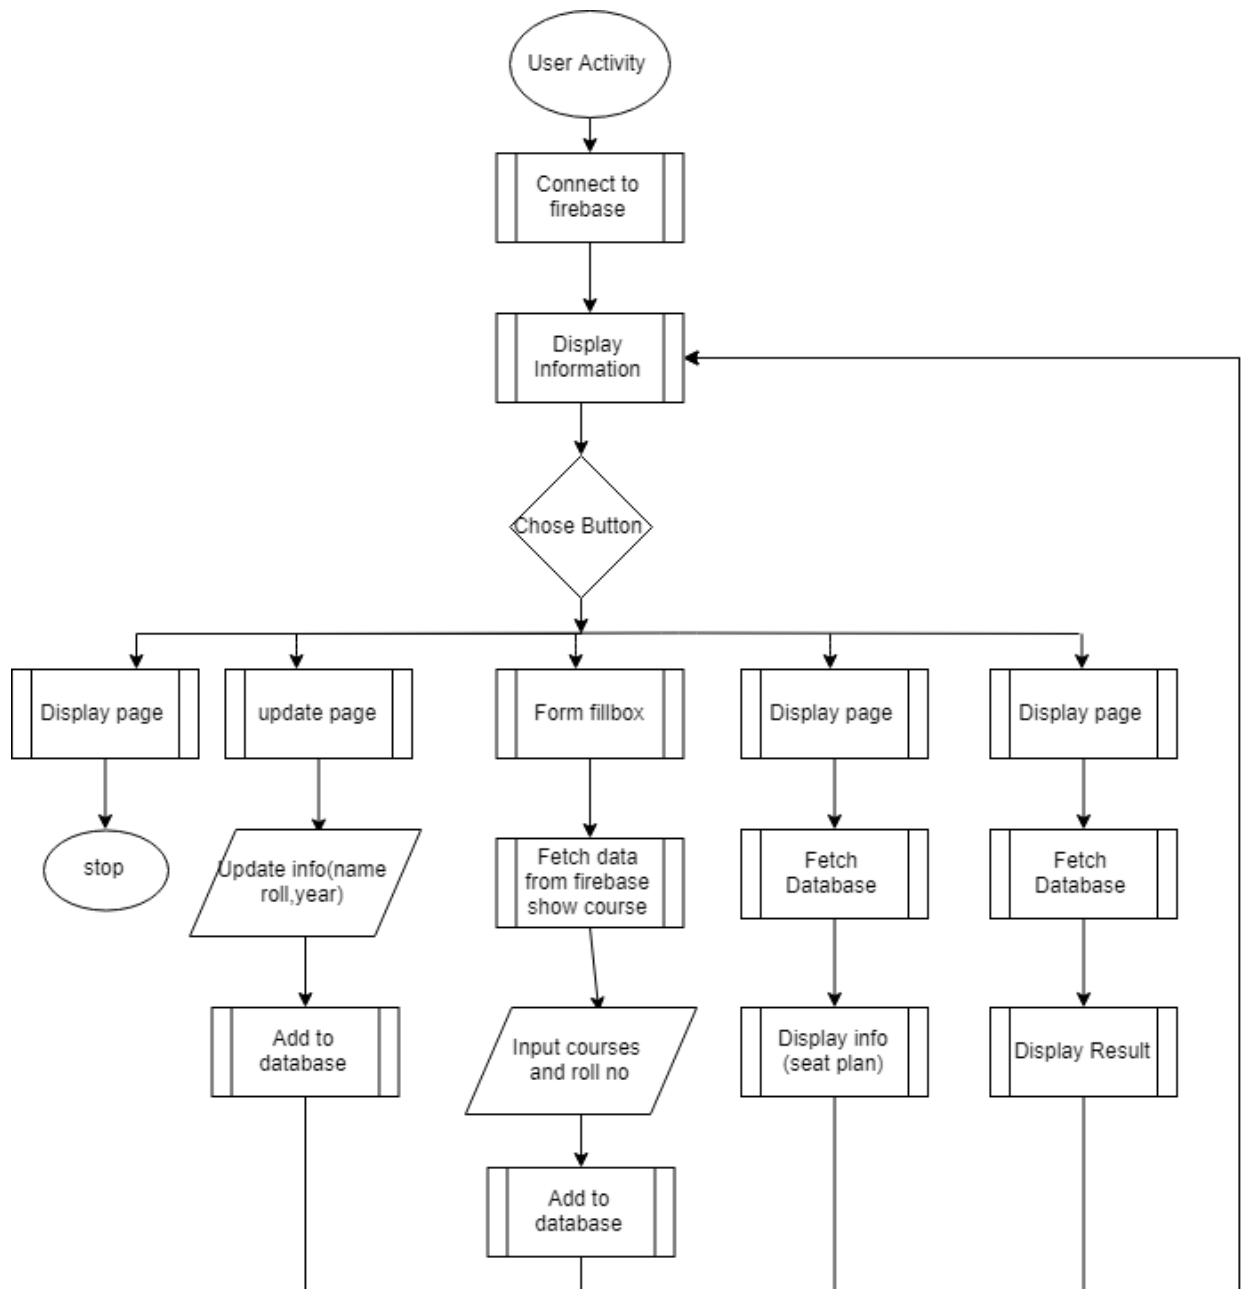 User Activity
Connect to
firebase
Display
Information
Chose Button
Display page
update page
Form fillbox
Display page
Display page
stop
Update info(name
roll,year)
Fetch data
from firebase
show course
Fetch
Database
Fetch
Database
Add to
database
Input courses
and roll no
Display info
(seat plan)
Display Result
Add to
database